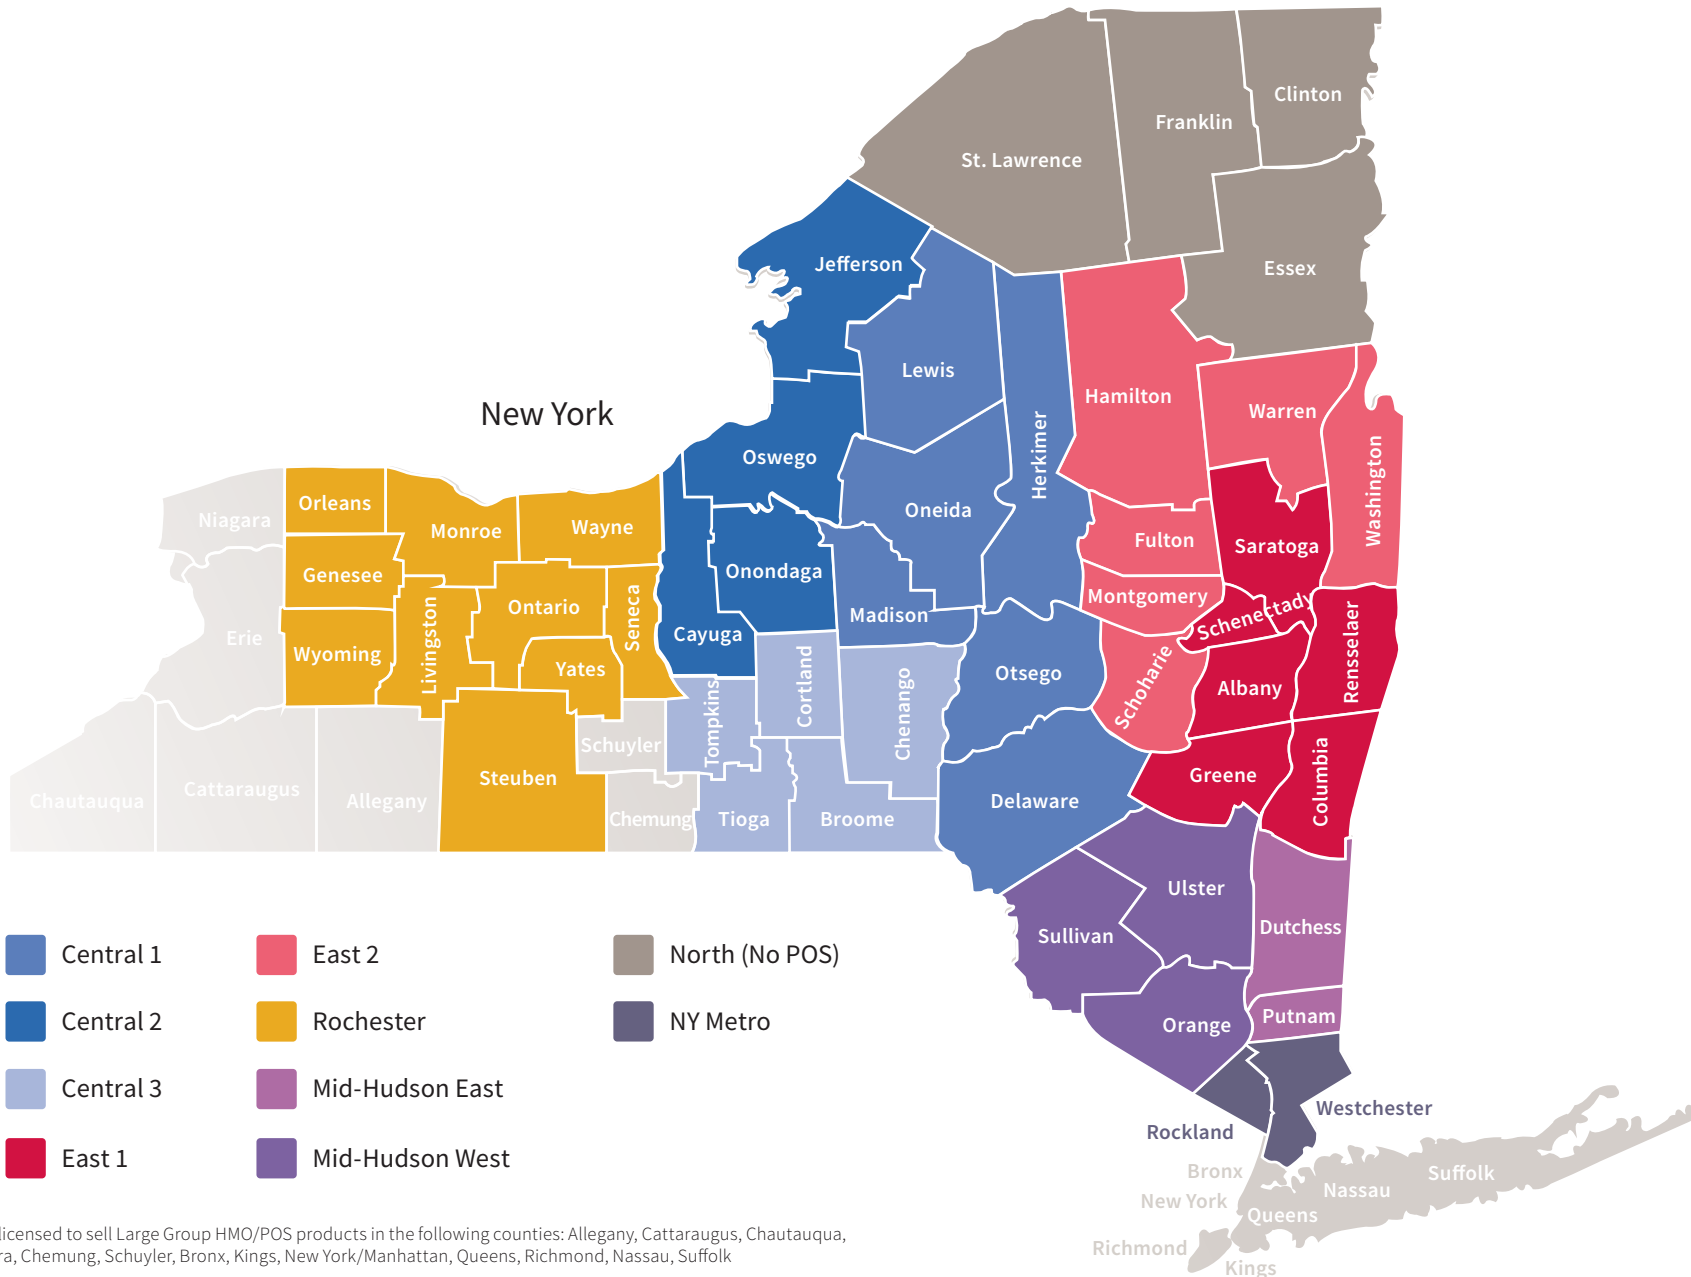 Clinton
Franklin
St. Lawrence
Jefferson
Essex
Lewis
Hamilton
New York
Warren
Herkimer
Washington
Oswego
Orleans
Niagara
Monroe
Wayne
Oneida
Fulton
Saratoga
Genesee
Onondaga
Montgomery
Ontario
Seneca
Madison
Schenectady
Erie
Cayuga
Wyoming
Livingston
Yates
Cortland
Otsego
Schoharie
Albany
Rensselaer
Tompkins
Chenango
Schuyler
Steuben
Greene
Columbia
Cattaraugus
Chautauqua
Allegany
Chemung
Tioga
Broome
Delaware
Ulster
Sullivan
Dutchess
Orange
Putnam
Westchester
Rockland
Bronx
Suffolk
Nassau
New York
Queens
Richmond
Kings
Central 1
Central 2
Central 3
East 1
East 2
Rochester
Mid-Hudson East
Mid-Hudson West
North (No POS)
NY Metro
licensed to sell Large Group HMO/POS products in the following counties: Allegany, Cattaraugus, Chautauqua,
ra, Chemung, Schuyler, Bronx, Kings, New York/Manhattan, Queens, Richmond, Nassau, Suffolk